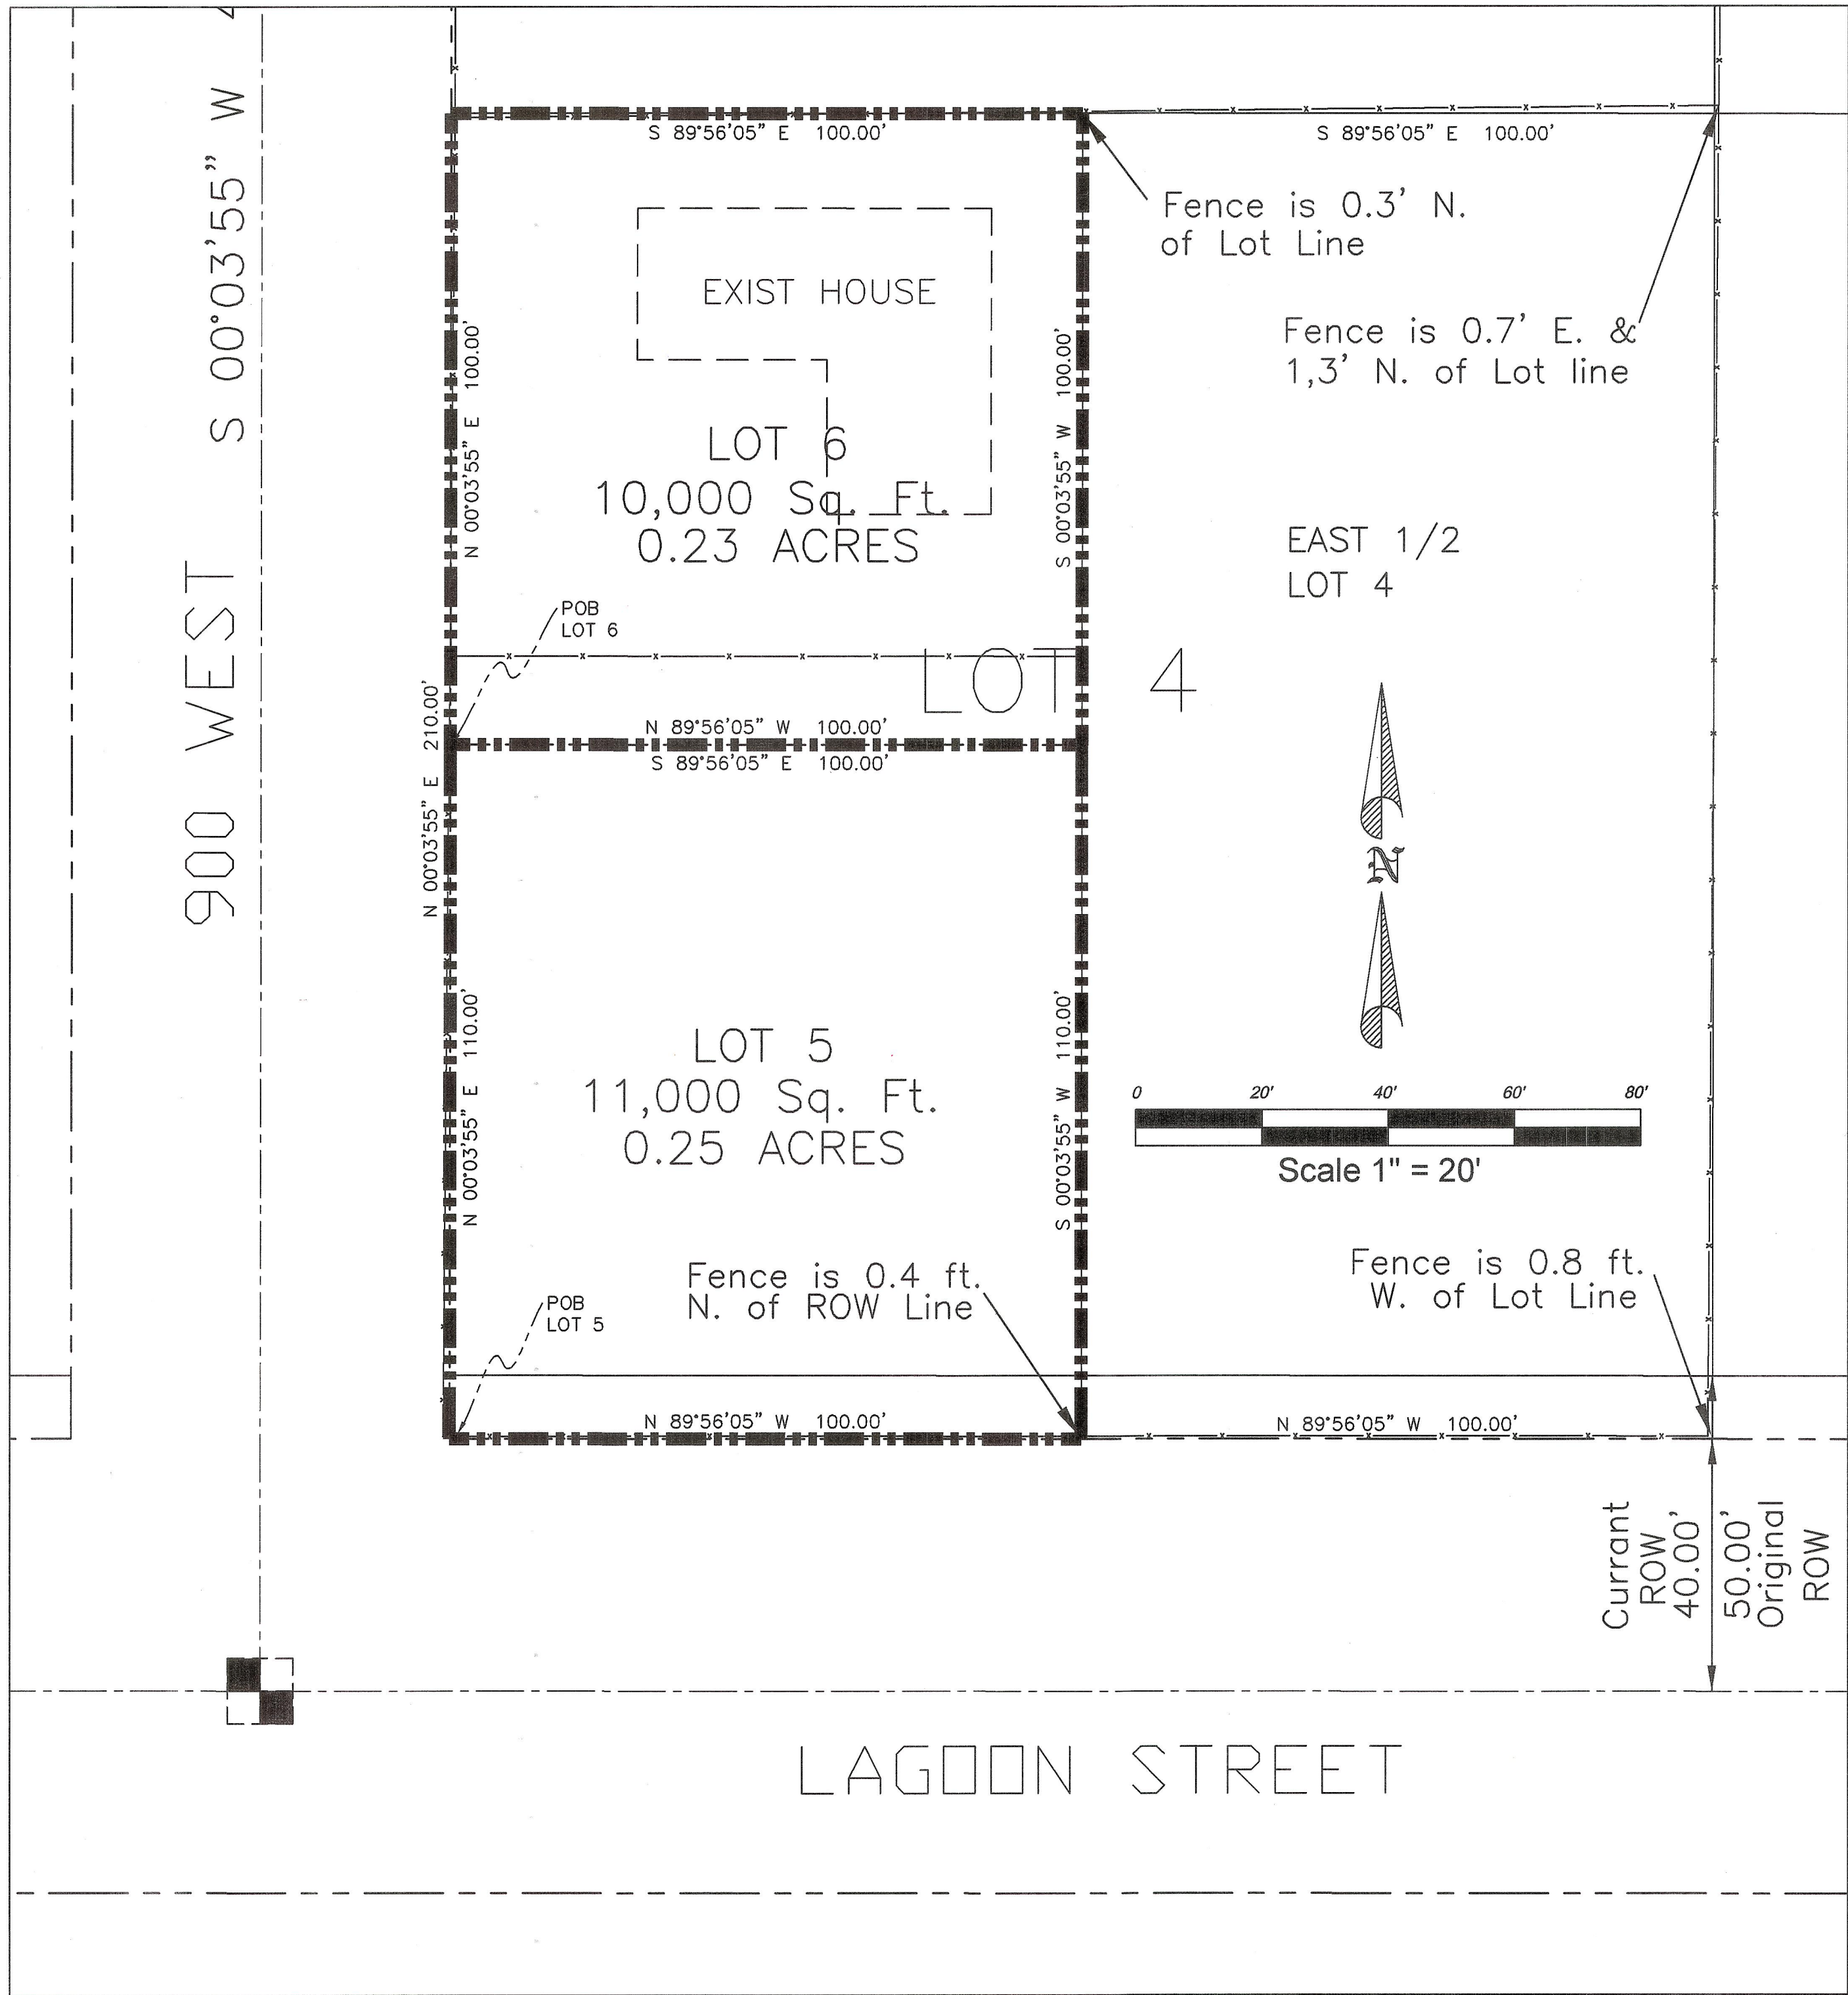 S 89°56'05" E 100.00'
S 89°56'05" E 100.00'
Fence is 0.3' N.
of Lot Line
EXIST HOUSE
Fence is 0.7' E. &
1,3' N. of Lot line
S 00°03'55" W
900 WEST
N 00°03'55" E 100.00'
S 00°03'55" W 100.00'
LOT 6
10,000 Sq. Ft.
0.23 ACRES
EAST 1/2
LOT 4
POB
LOT 6
LOT 4
N 00°03'55" E 210.00'
N 89°56'05" W 100.00'
S 89°56'05" E 100.00'
N
N 00°03'55" E 110.00'
S 00°03'55" W 110.00'
LOT 5
11,000 Sq. Ft.
0.25 ACRES
0 20' 40' 60' 80'
Scale 1" = 20'
Fence is 0.4 ft.
N. of ROW Line
Fence is 0.8 ft.
W. of Lot Line
POB
LOT 5
N 89°56'05" W 100.00'
N 89°56'05" W 100.00'
Currant
ROW
40.00'
50.00'
Original
ROW
LAGOON STREET